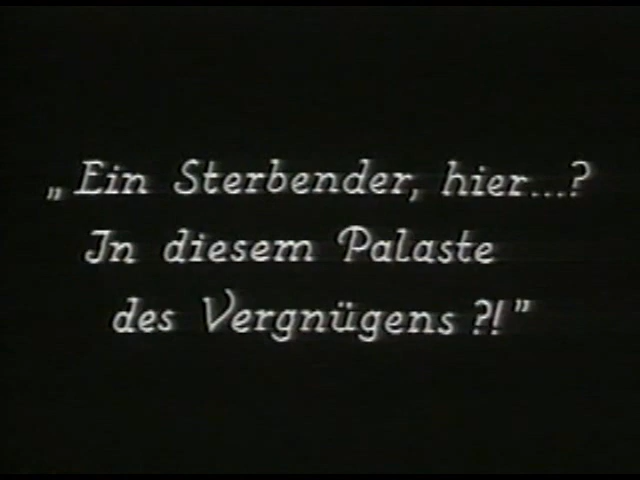 „Ein Sterbender, hier...?
In diesem Palaste
des Vergnügens ?!”